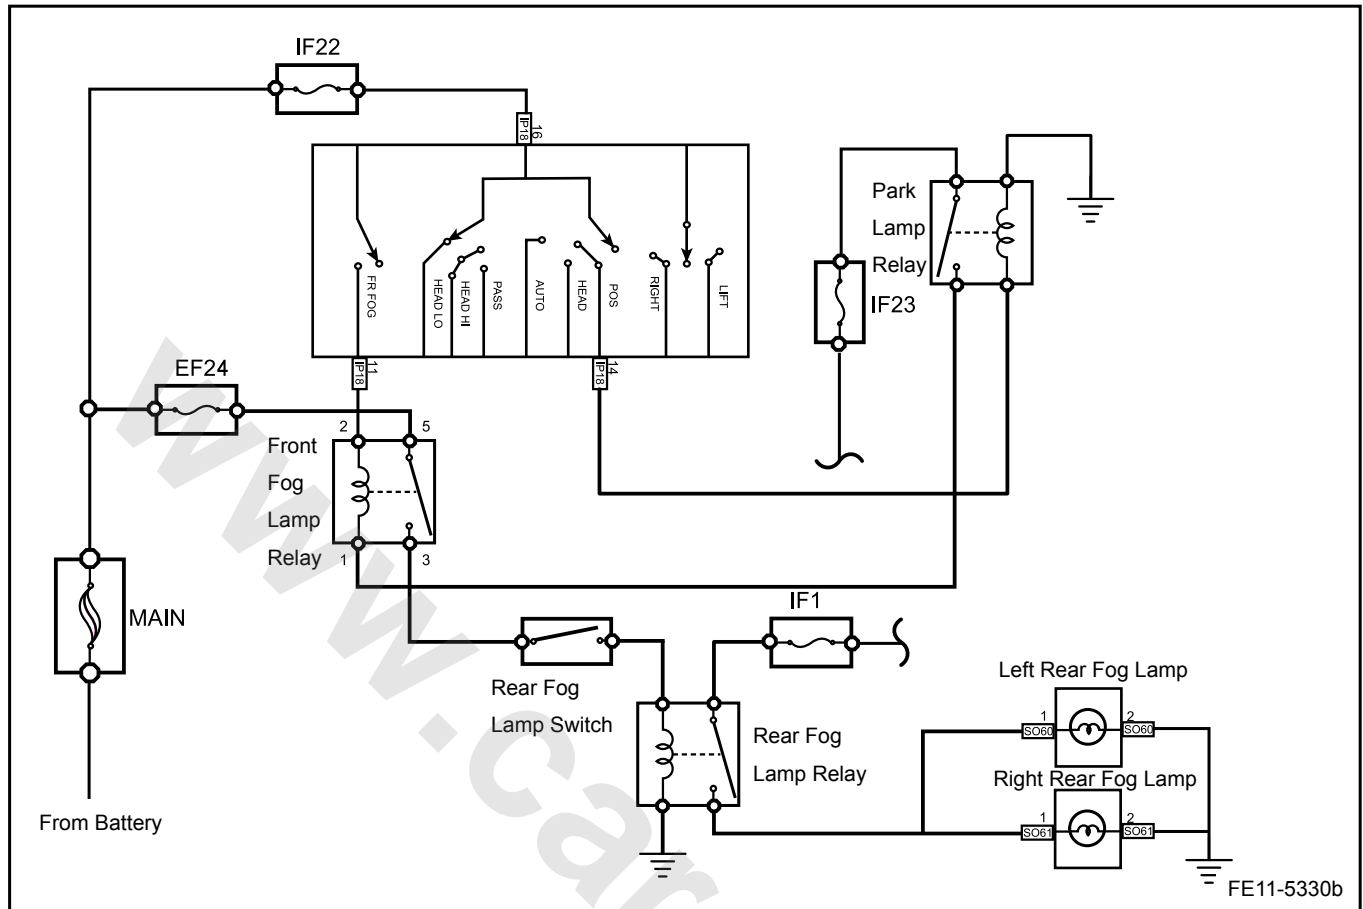 IF22
IP18
16
FR FOG
HEAD LO
HEAD HI
PASS
AUTO
HEAD
POS
RIGHT
LIFT
IP18
11
IP18
14
Park
Lamp
Relay
IF23
EF24
2
5
Front
Fog
Lamp
Relay
1
3
MAIN
From Battery
Rear Fog
Lamp Switch
IF1
Rear Fog
Lamp Relay
Left Rear Fog Lamp
1
SO60
2
SO60
Right Rear Fog Lamp
1
SO61
2
SO61
FE11-5330b
www.car